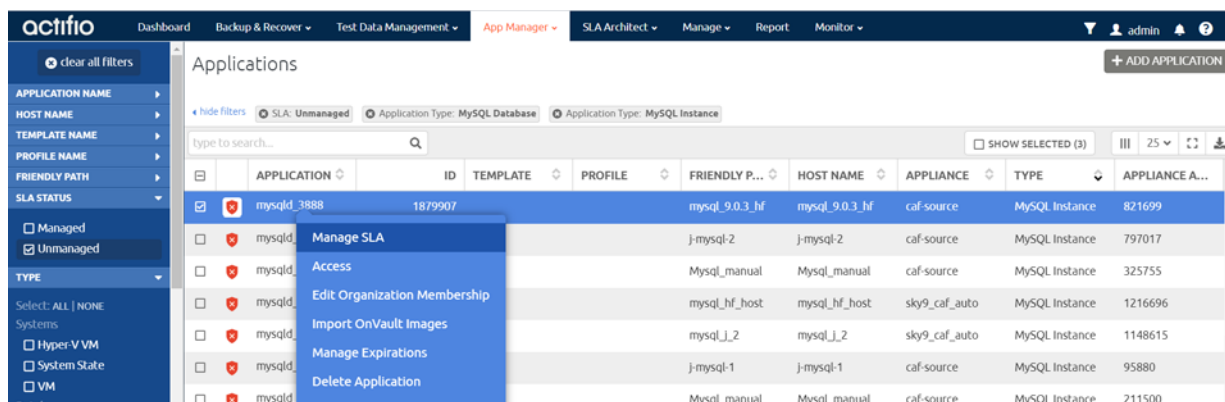 actifio Dashboard Backup & Recover Test Data Management App Manager SLA Architect Manage Report Monitor admin
clear all filters
APPLICATION NAME
HOST NAME
TEMPLATE NAME
PROFILE NAME
FRIENDLY PATH
SLA STATUS
Managed
Unmanaged
TYPE
Select: ALL | NONE
Systems
Hyper-V VM
System State
VM
Applications
+ ADD APPLICATION
hide filters SLA: Unmanaged Application Type: MySQL Database Application Type: MySQL Instance
type to search... SHOW SELECTED (3) 25
APPLICATION ID TEMPLATE PROFILE FRIENDLY P... HOST NAME APPLIANCE TYPE APPLIANCE A...
mysqld_3888 1879907 mysql_9.0.3_hf mysql_9.0.3_hf caf-source MySQL Instance 821699
mysqld_ j-mysql-2 j-mysql-2 caf-source MySQL Instance 797017
mysqld_ Mysql_manual Mysql_manual caf-source MySQL Instance 325755
mysqld_ mysql_hf_host mysql_hf_host sky9_caf_auto MySQL Instance 1216696
mysqld_ mysql_j_2 mysql_j_2 sky9_caf_auto MySQL Instance 1148615
mysqld_ j-mysql-1 j-mysql-1 caf-source MySQL Instance 95880
mysqld Mysql_manual Mysql_manual caf-source MySQL Instance 211500
Manage SLA
Access
Edit Organization Membership
Import OnVault Images
Manage Expirations
Delete Application